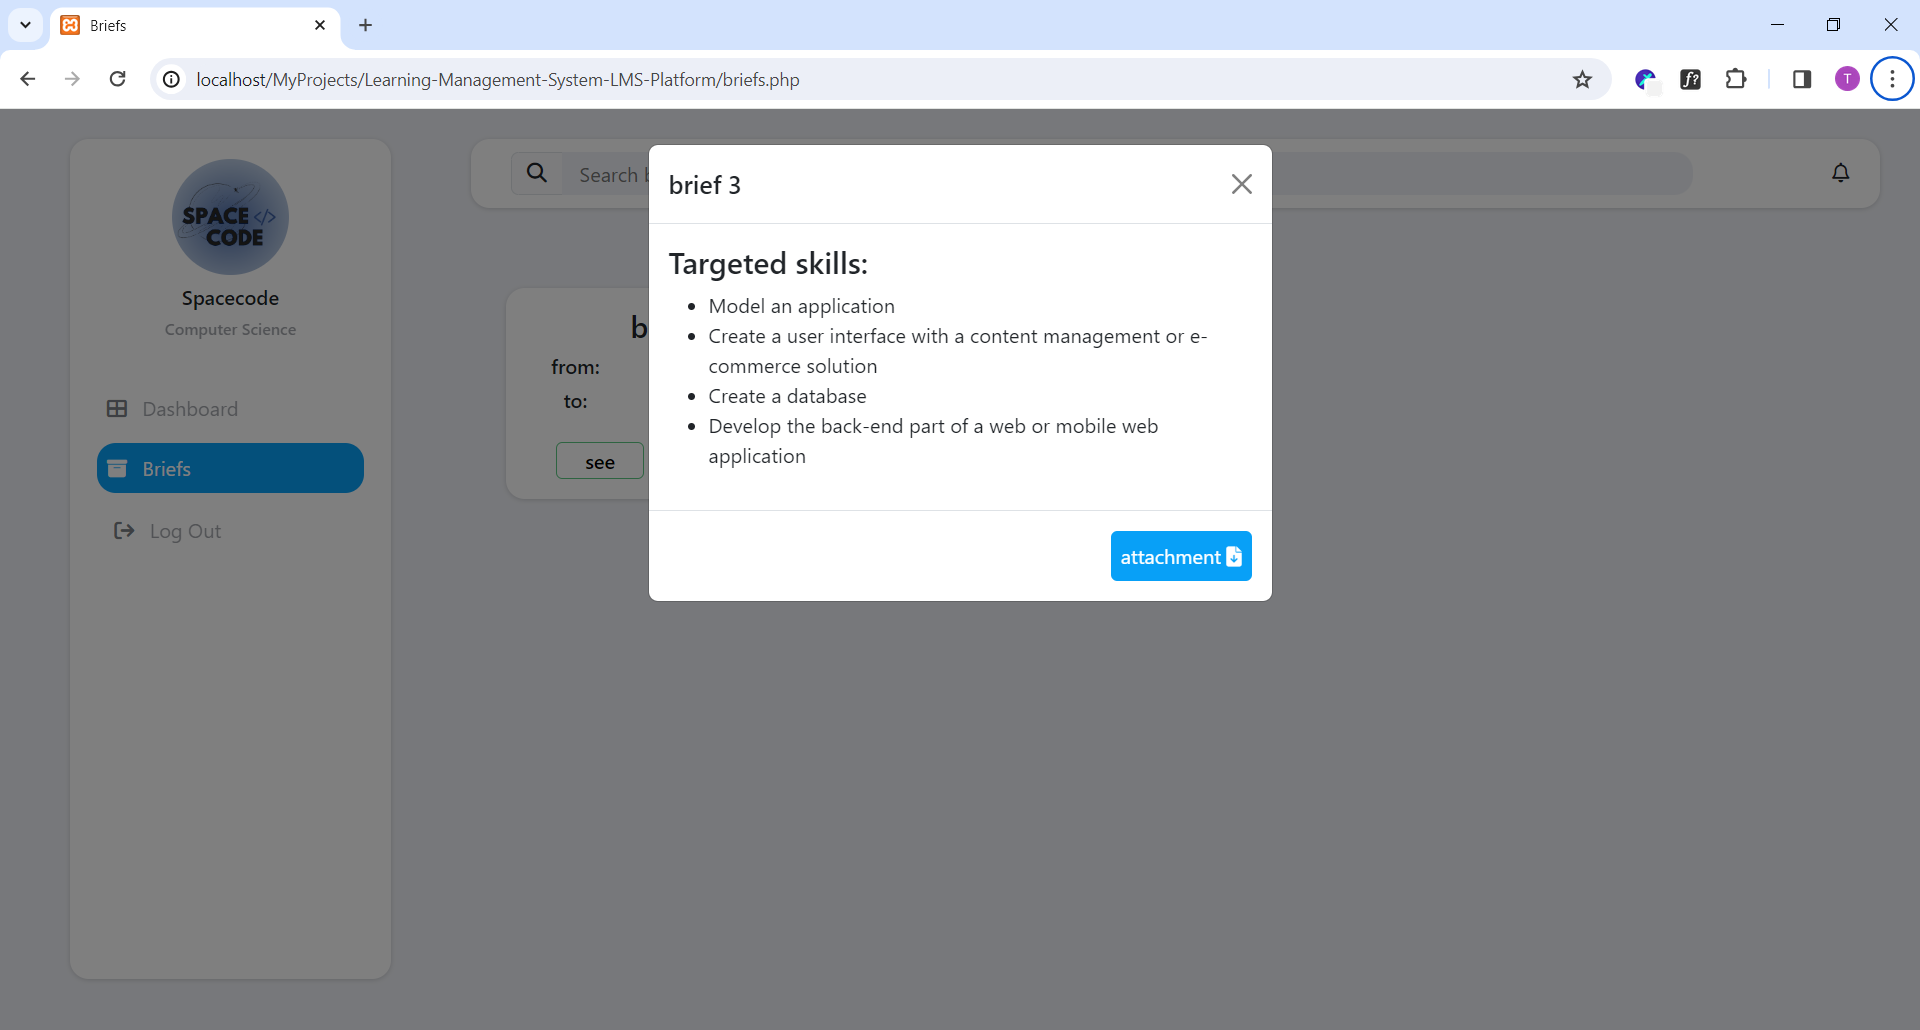 Briefs
localhost/MyProjects/Learning-Management-System-LMS-Platform/briefs.php
f?
T
SPACE </>
CODE
Spacecode
Computer Science
Dashboard
Briefs
Log Out
Search
from:
to:
see
brief 3
Targeted skills:
Model an application
Create a user interface with a content management or e-
commerce solution
Create a database
Develop the back-end part of a web or mobile web
application
attachment